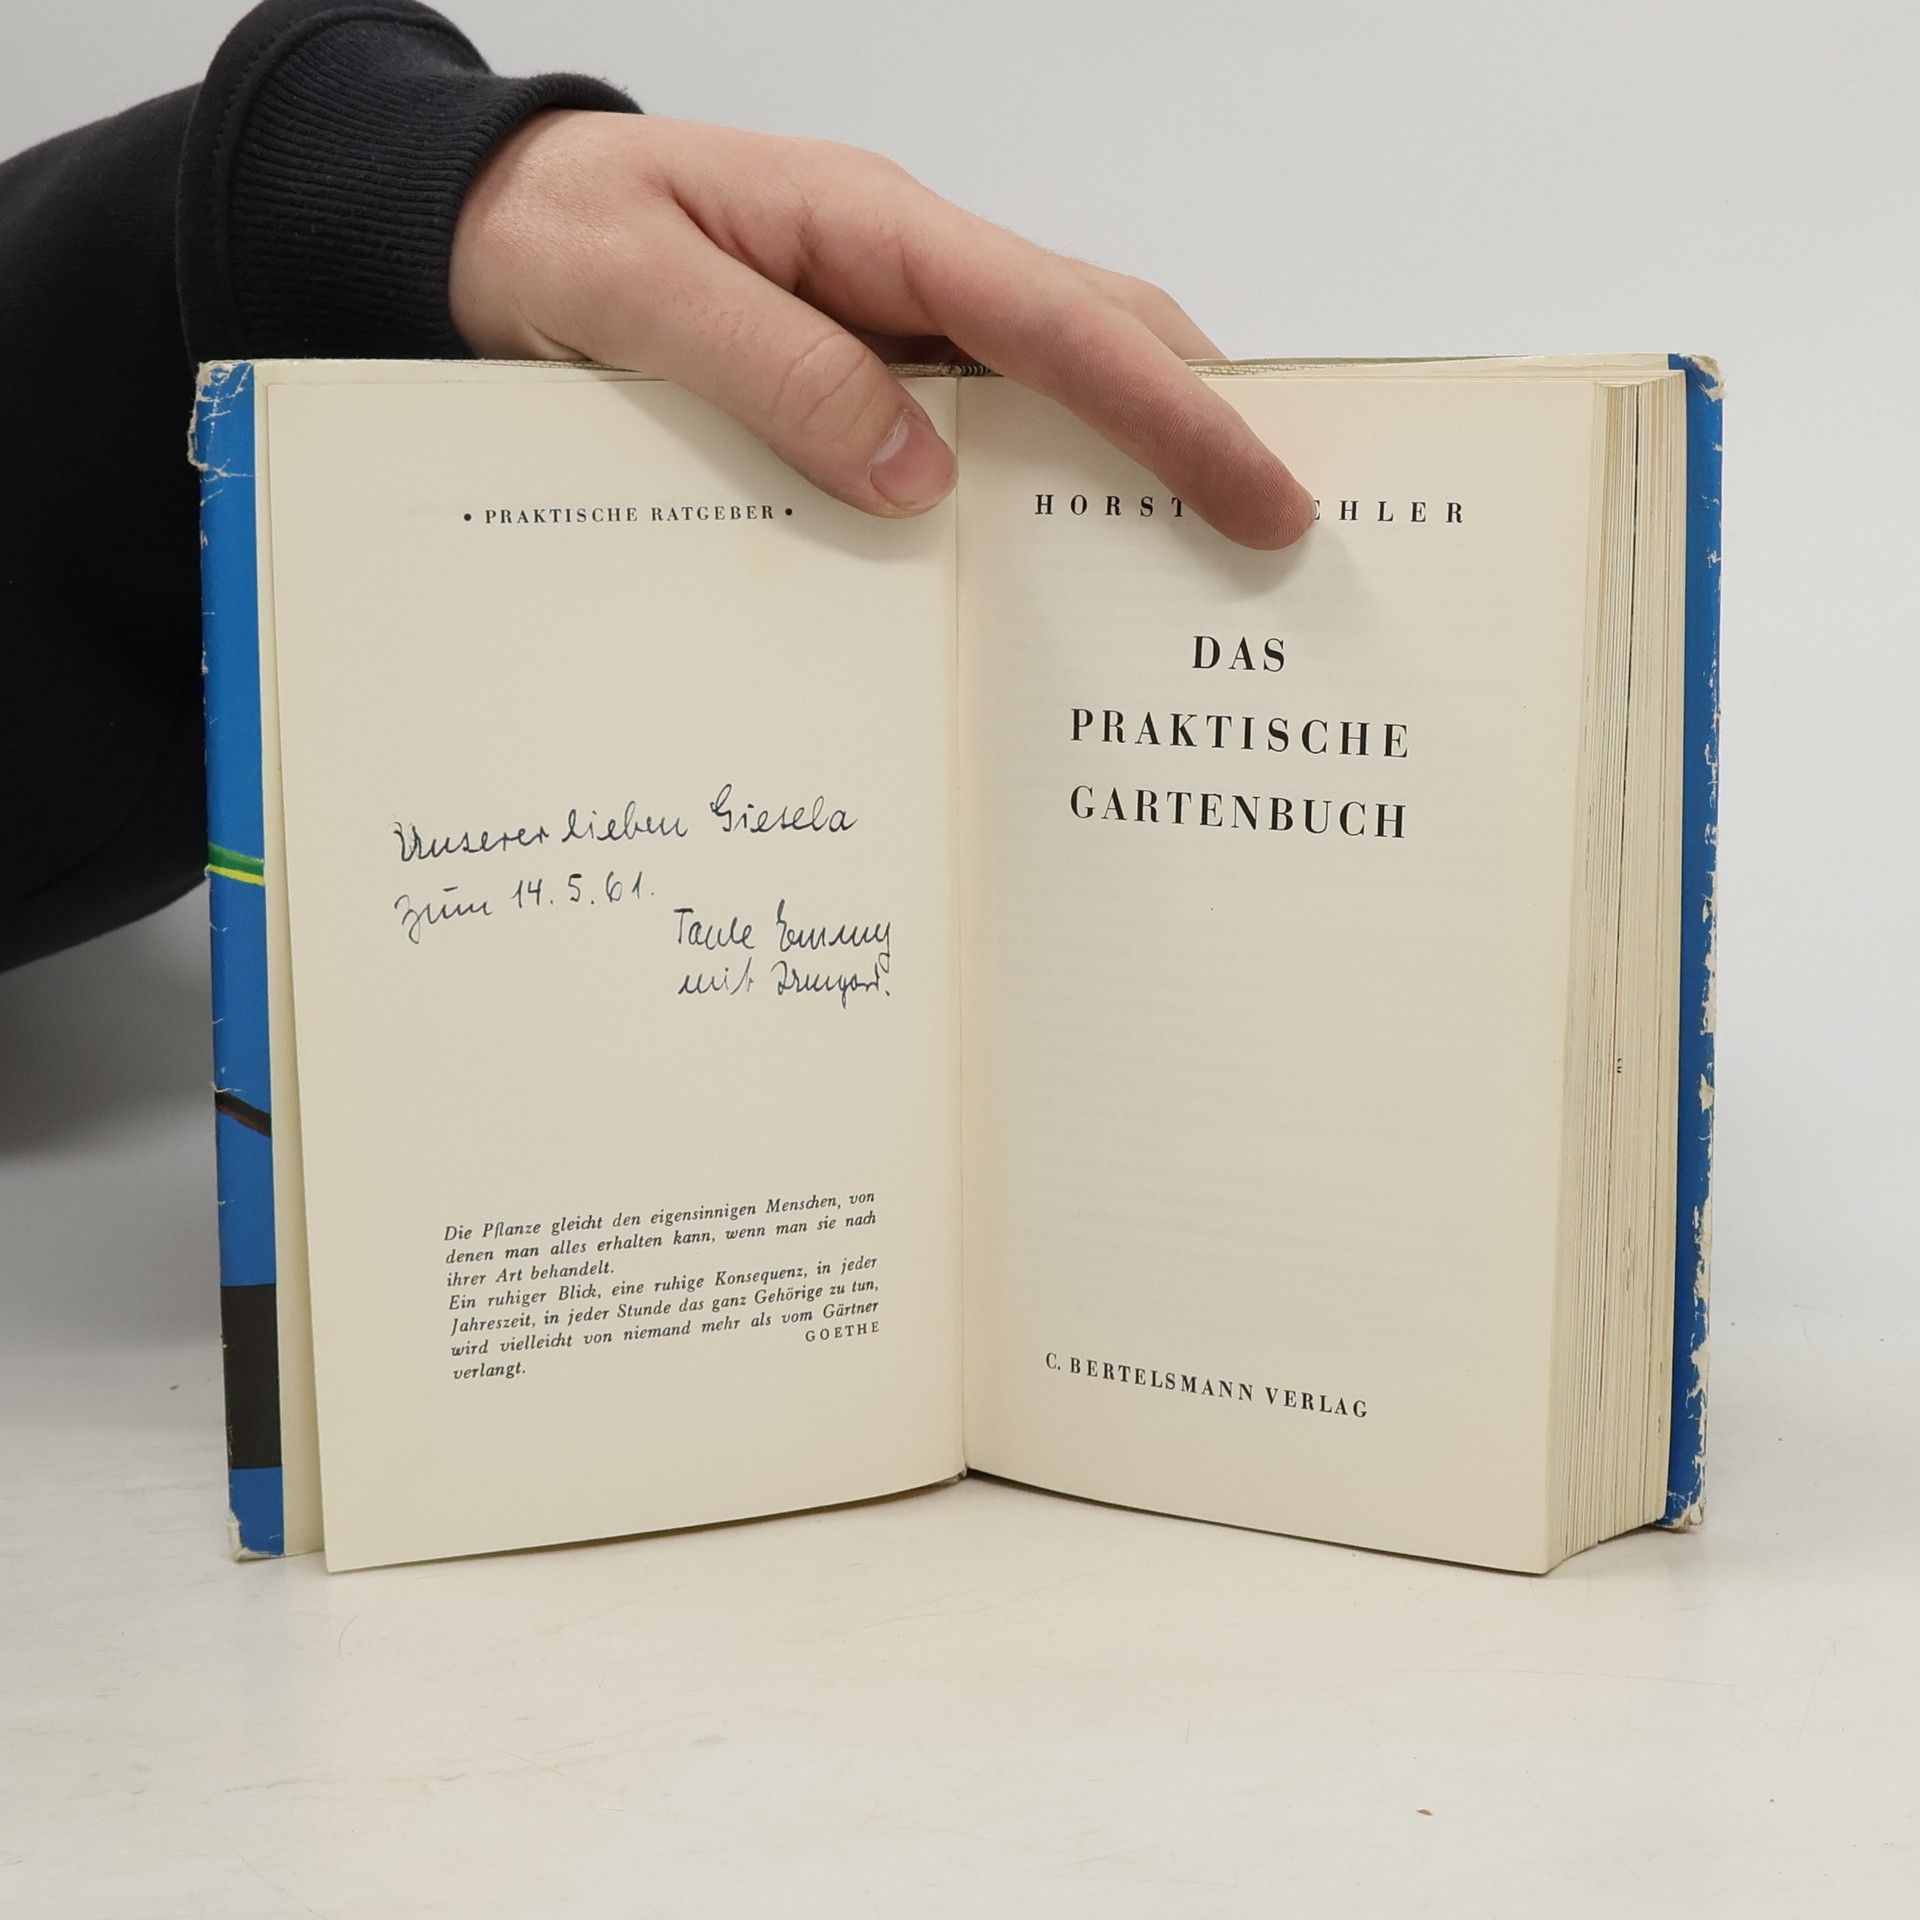 • PRAKTISCHE RATGEBER •
Unserer lieben Giesela
zum 14. 5. 61.
Tante Emmy
mit Irmgard.
Die Pflanze gleicht den eigensinnigen Menschen, von
denen man alles erhalten kann, wenn man sie nach
ihrer Art behandelt.
Ein ruhiger Blick, eine ruhige Konsequenz, in jeder
Jahreszeit, in jeder Stunde das ganz Gehörige zu tun,
wird vielleicht von niemand mehr als vom Gärtner
verlangt.
GOETHE
HORST
DAS
PRAKTISCHE
GARTENBUCH
C. BERTELSMANN VERLAG